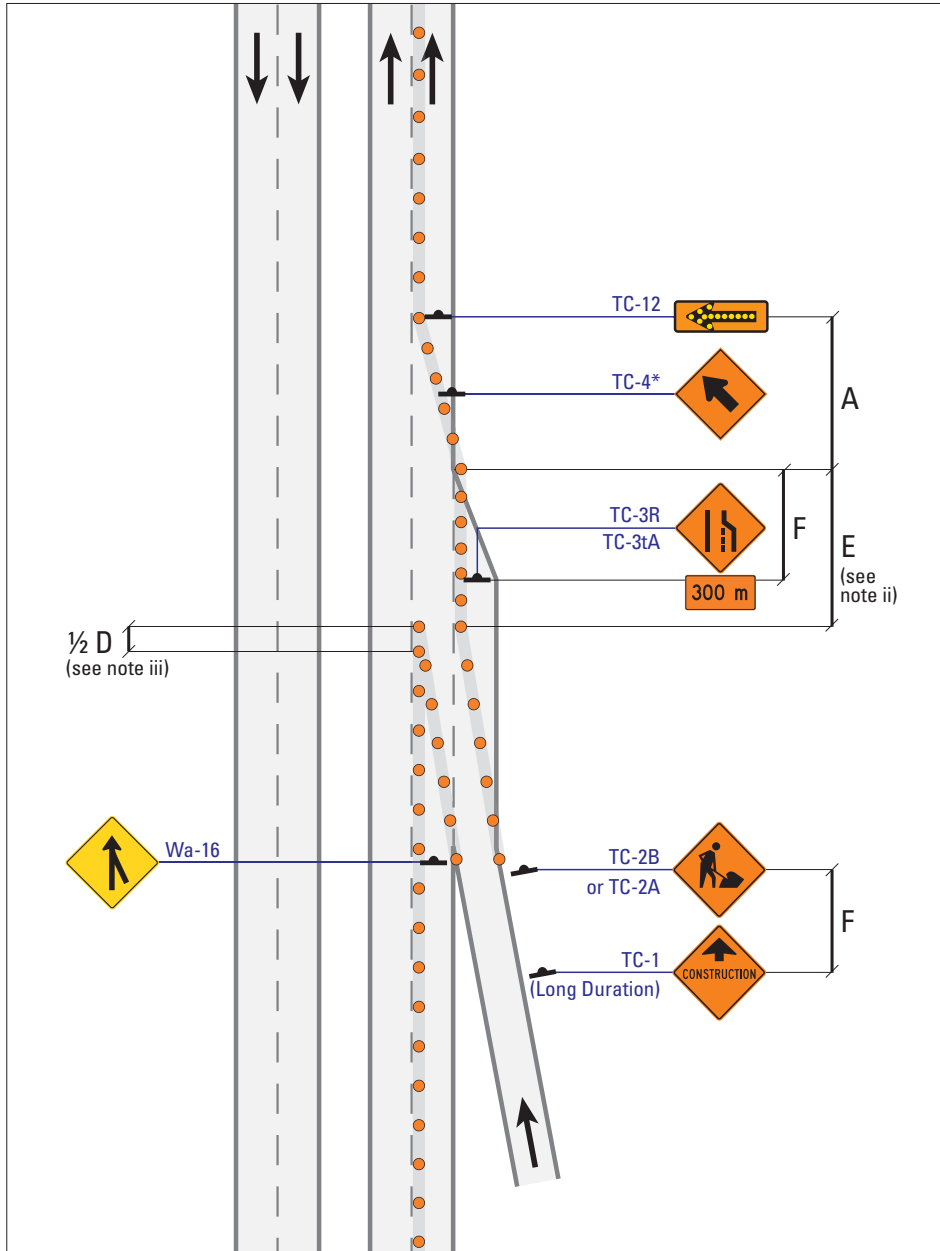 TC-12
TC-4*
A
TC-3R
TC-3tA
300 m
F
E
(see
note ii)
½ D
(see note iii)
Wa-16
TC-2B
or TC-2A
F
TC-1
(Long Duration)
CONSTRUCTION